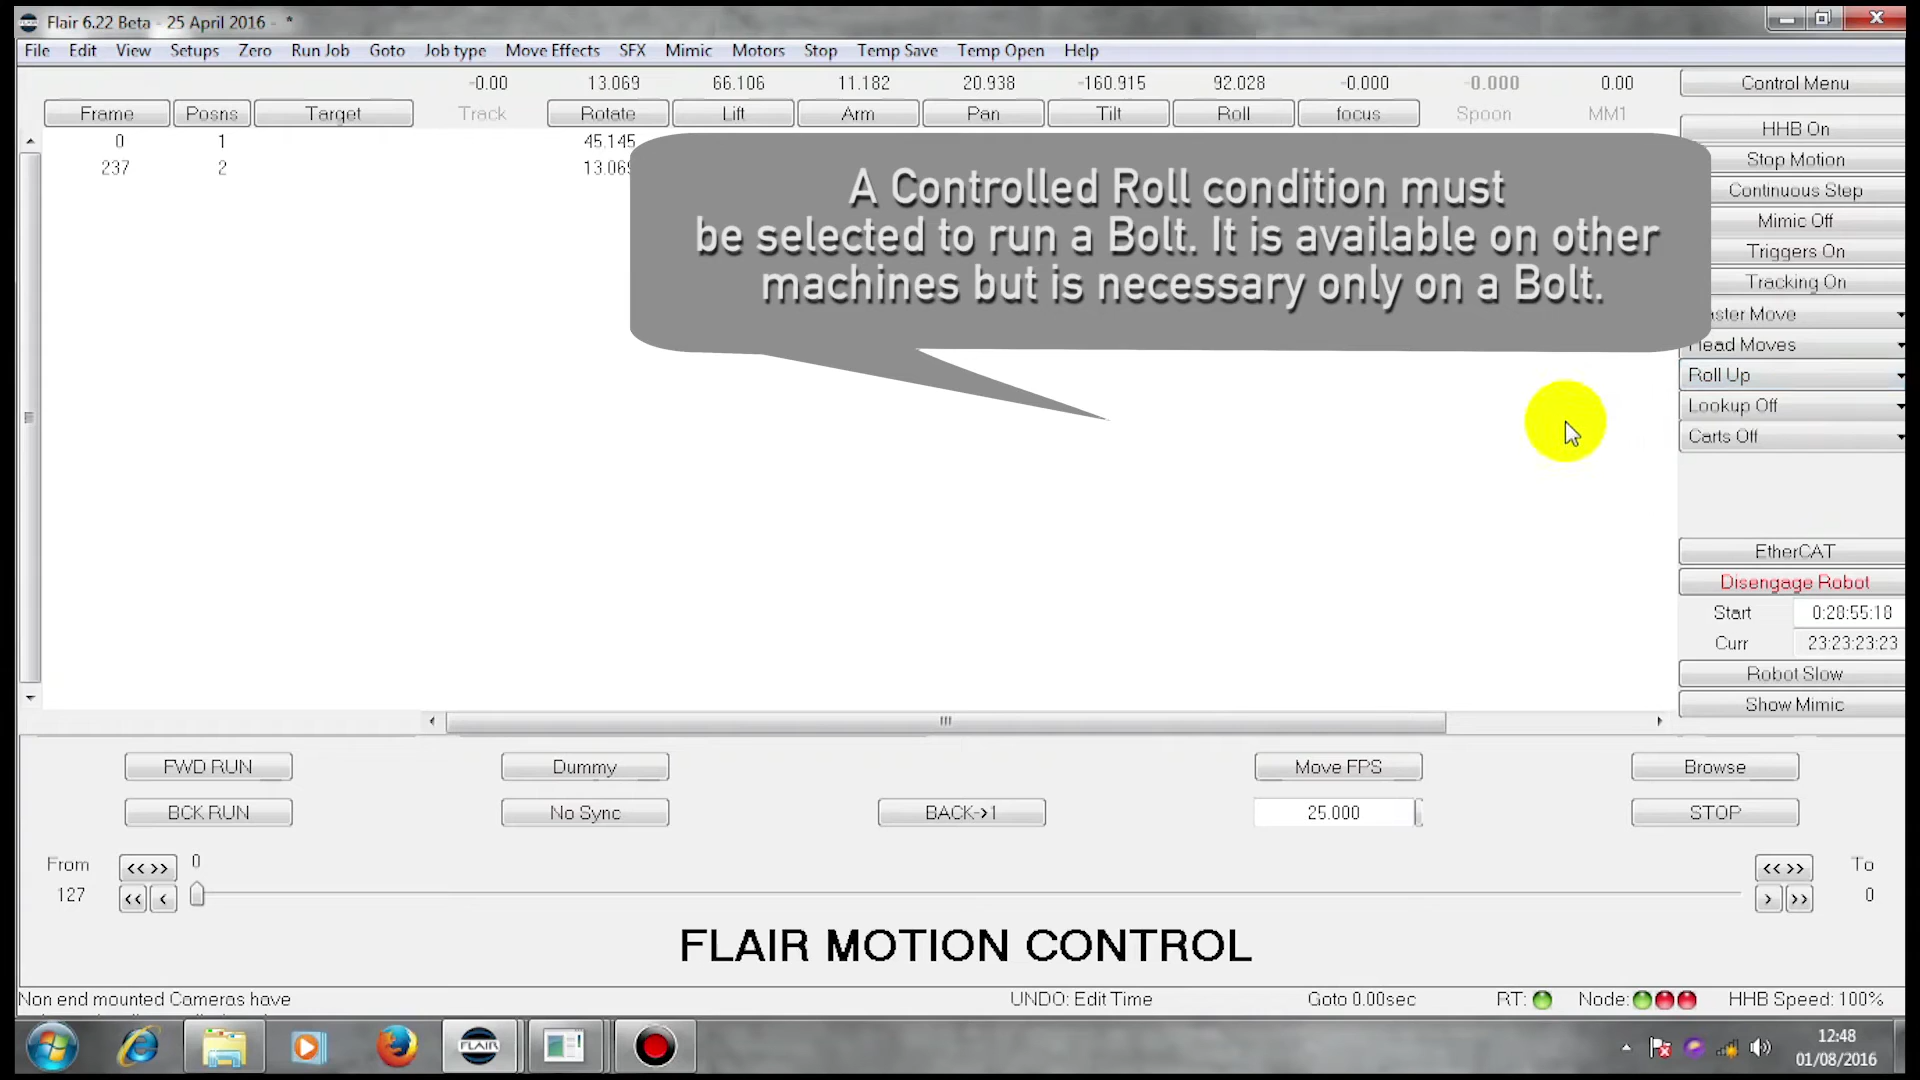 Flair 6.22 Beta - 25 April 2016 - *
File Edit View Setups Zero Run Job Goto Job type Move Effects SFX Mimic Motors Stop Temp Save Temp Open Help
-0.00 13.069 66.106 11.182 20.938 -160.915 92.028 -0.000 -0.000 0.00 Control Menu
Frame Posns Target Track Rotate Lift Arm Pan Tilt Roll focus Spoon MM1
0 1 45.145
237 2
A Controlled Roll condition must
be selected to run a Bolt. It is available on other
machines but is necessary only on a Bolt.
HHB On
Stop Motion
Continuous Step
Mimic Off
Triggers On
Tracking On
Move
Head Moves
Roll Up
Lookup Off
Carts Off
EtherCAT
Disengage Robot
Start 0:28:55:18
Curr 23:23:23:23
Robot Slow
Show Mimic
FWD RUN Dummy Move FPS Browse
BCK RUN No Sync BACK->1 25.000 STOP
From << >> 0 << >> To
127 << < > >> 0
FLAIR MOTION CONTROL
Non end mounted Cameras have UNDO: Edit Time Goto 0.00sec RT: Node: HHB Speed: 100%
FLAIR
12:48
01/08/2016